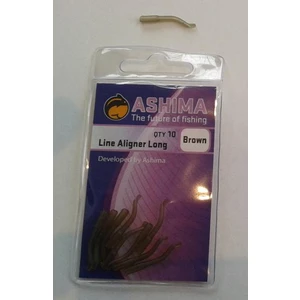 ASHIMA
The future of fishing
QTY 10
Line Aligner Long
Brown
Developed by Ashima